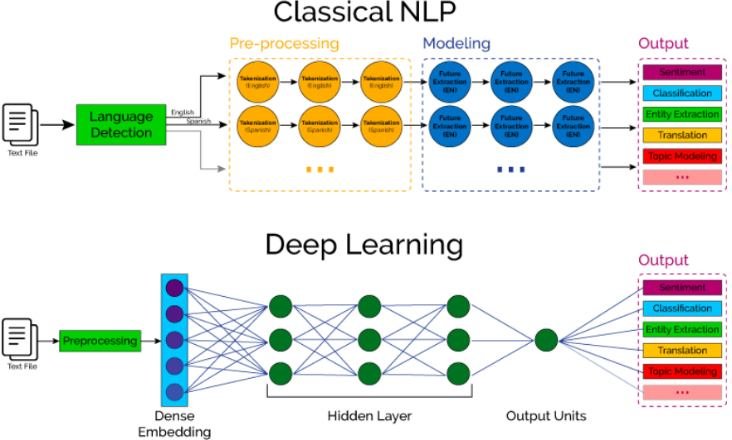 Classical NLP
Pre-processing
Modeling
Output
Text File
Language
Detection
English
Spanish
Tokenization
(English)
Tokenization
(English)
Tokenization
(English)
Future
Extraction
(EN)
Future
Extraction
(EN)
Future
Extraction
(EN)
Tokenization
(Spanish)
Tokenization
(Spanish)
Tokenization
(Spanish)
Future
Extraction
(EN)
Future
Extraction
(EN)
Future
Extraction
(EN)
...
...
Sentiment
Classification
Entity Extraction
Translation
Topic Modeling
...
Deep Learning
Output
Text File
Preprocessing
Dense
Embedding
Hidden Layer
Output Units
Sentiment
Classification
Entity Extraction
Translation
Topic Modeling
...